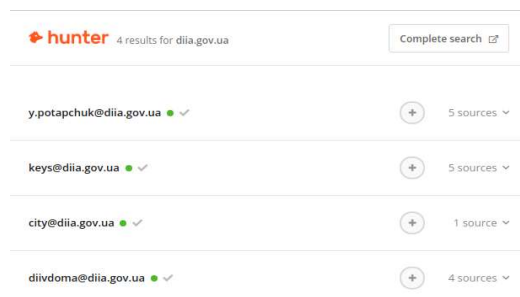 hunter 4 results for diia.gov.ua Complete search
y.potapchuk@diia.gov.ua 5 sources
keys@diia.gov.ua 5 sources
city@diia.gov.ua 1 source
diivdoma@diia.gov.ua 4 sources